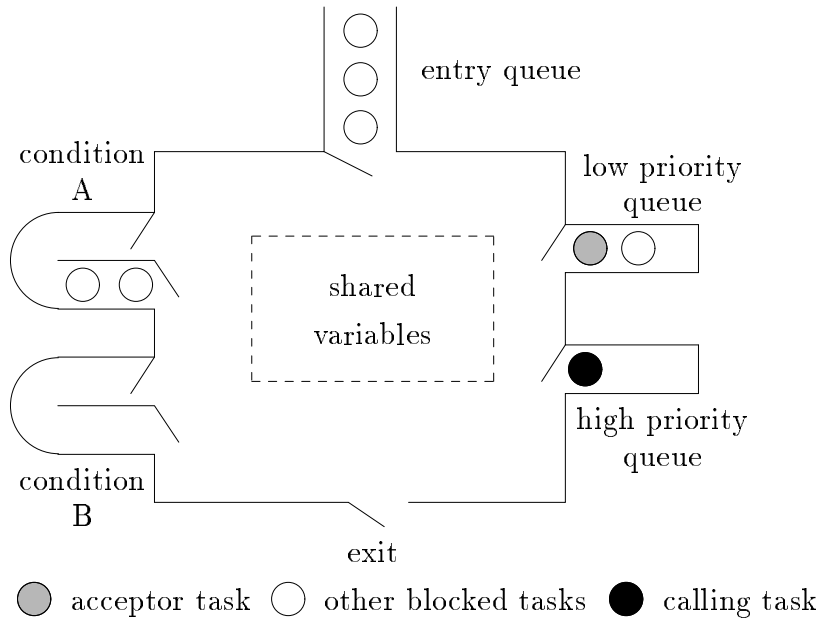 entry queue
condition
A
low priority
queue
shared
variables
high priority
queue
condition
B
exit
acceptor task other blocked tasks calling task